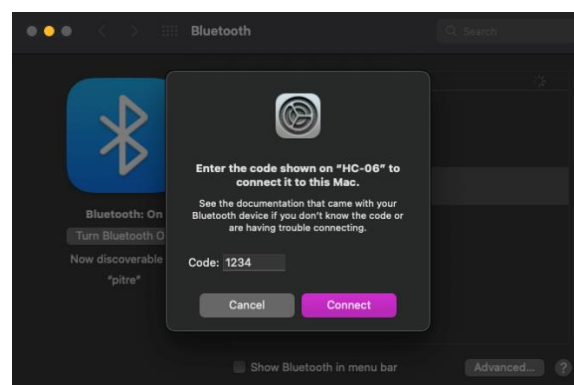 Bluetooth
Search
Enter the code shown on “HC-06” to
connect it to this Mac.
See the documentation that came with your
Bluetooth device if you don’t know the code or
are having trouble connecting.
Code: 1234
Cancel
Connect
Bluetooth: On
Turn Bluetooth O
Now discoverable
“pitre”
Show Bluetooth in menu bar
Advanced...
?